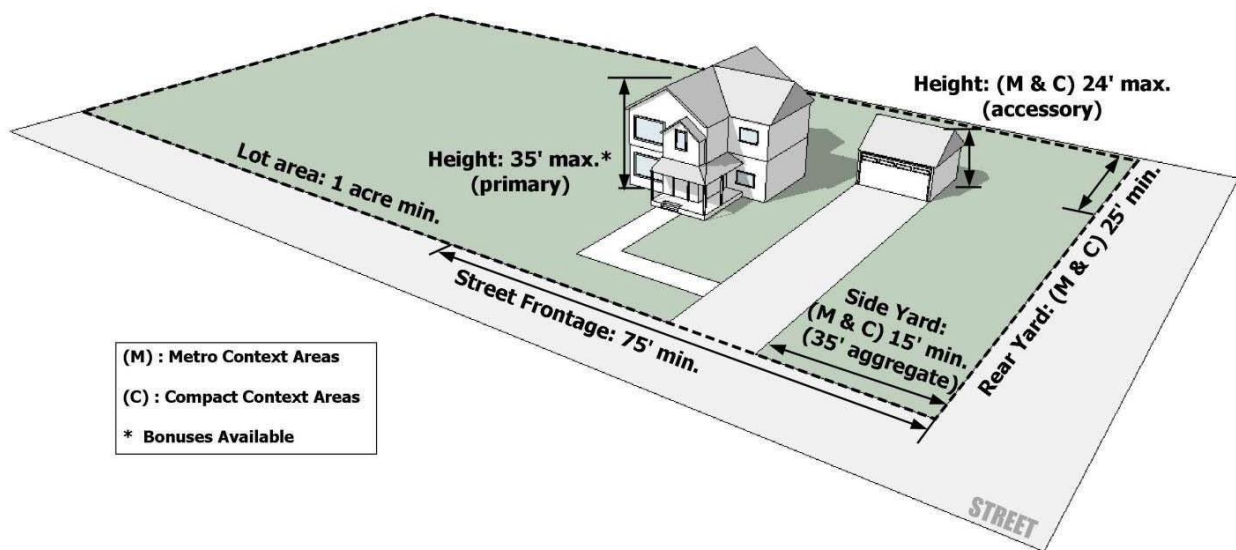 Height: (M & C) 24' max.
(accessory)
Height: 35' max.*
(primary)
Lot area: 1 acre min.
Street Frontage: 75' min.
Side Yard:
(M & C) 15' min.
(35' aggregate)
Rear Yard: (M & C) 25' min.
(M) : Metro Context Areas
(C) : Compact Context Areas
* Bonuses Available
STREET